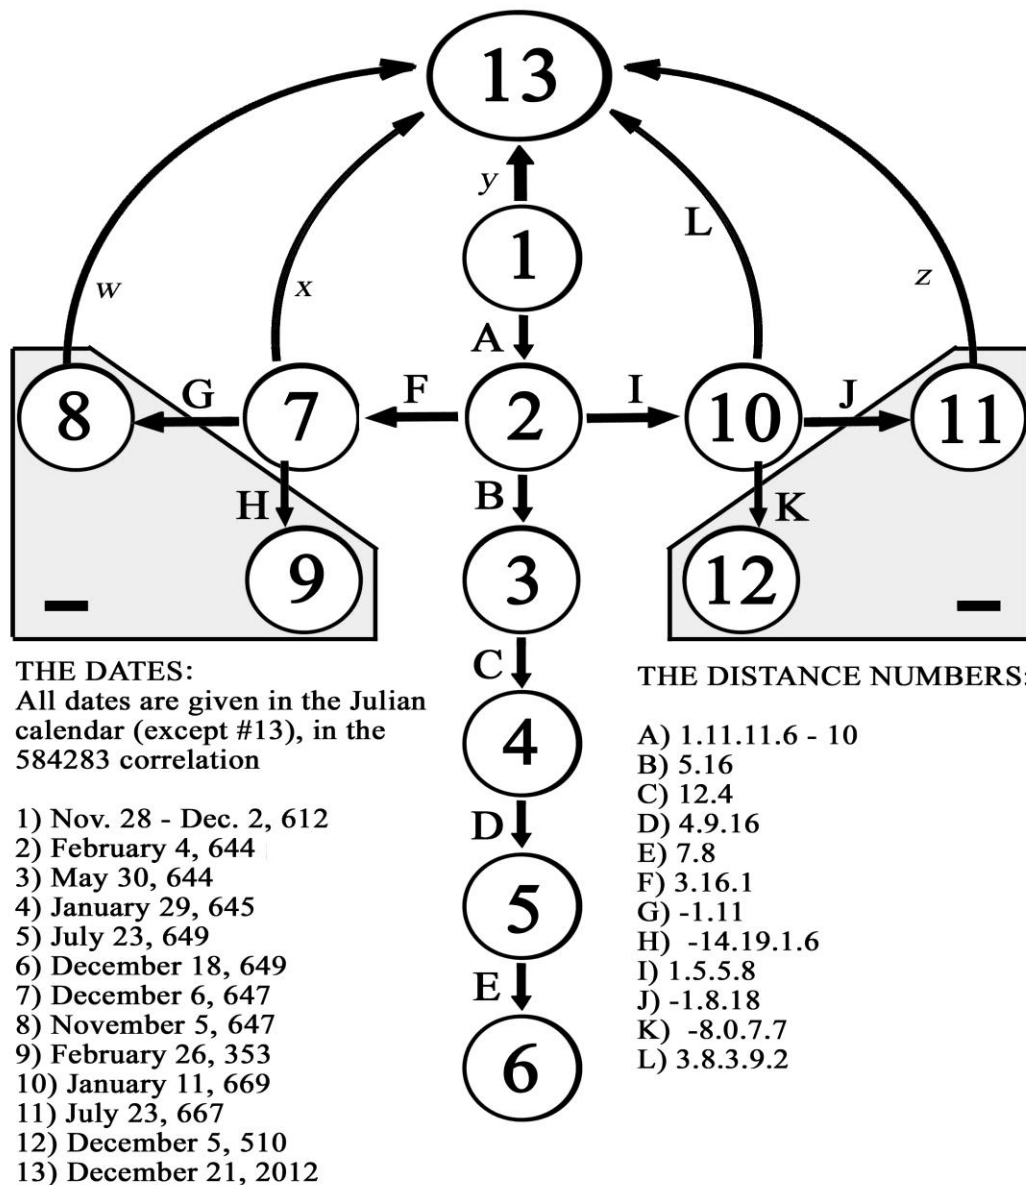 13
y
L
1
w
x
z
A
8
G
7
F
2
I
10
J
11
H
B
K
9
3
12
C
THE DATES:
All dates are given in the Julian
calendar (except #13), in the
584283 correlation
1) Nov. 28 - Dec. 2, 612
2) February 4, 644
3) May 30, 644
4) January 29, 645
5) July 23, 649
6) December 18, 649
7) December 6, 647
8) November 5, 647
9) February 26, 353
10) January 11, 669
11) July 23, 667
12) December 5, 510
13) December 21, 2012
4
D
5
E
6
THE DISTANCE NUMBERS:
A) 1.11.11.6 - 10
B) 5.16
C) 12.4
D) 4.9.16
E) 7.8
F) 3.16.1
G) -1.11
H) -14.19.1.6
I) 1.5.5.8
J) -1.8.18
K) -8.0.7.7
L) 3.8.3.9.2